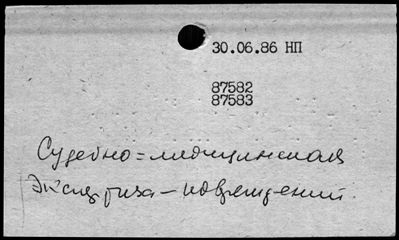 30.06.86 НП
87582
87583
Судебно=медицинская
экспертиза – повреждений.